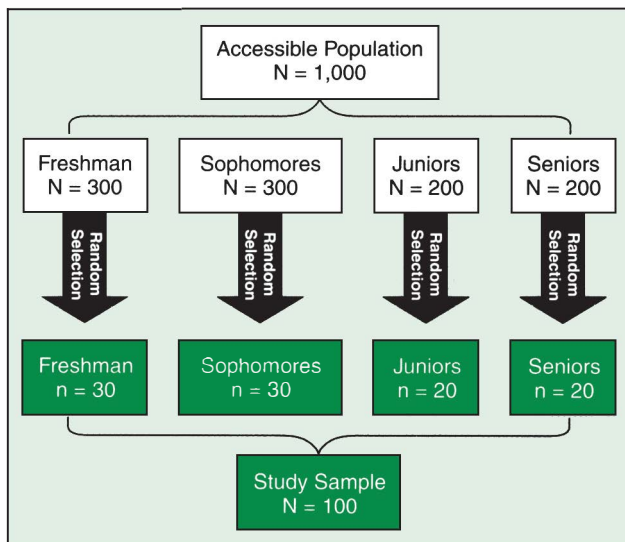 Accessible Population
N = 1,000
Freshman
N = 300
Sophomores
N = 300
Juriors
N = 200
Seniors
N = 200
Random
Selection
Random
Selection
Random
Selection
Random
Selection
Freshman
n = 30
Sophomores
n = 30
Juniors
n = 20
Seniors
n = 20
Study Sample
N = 100